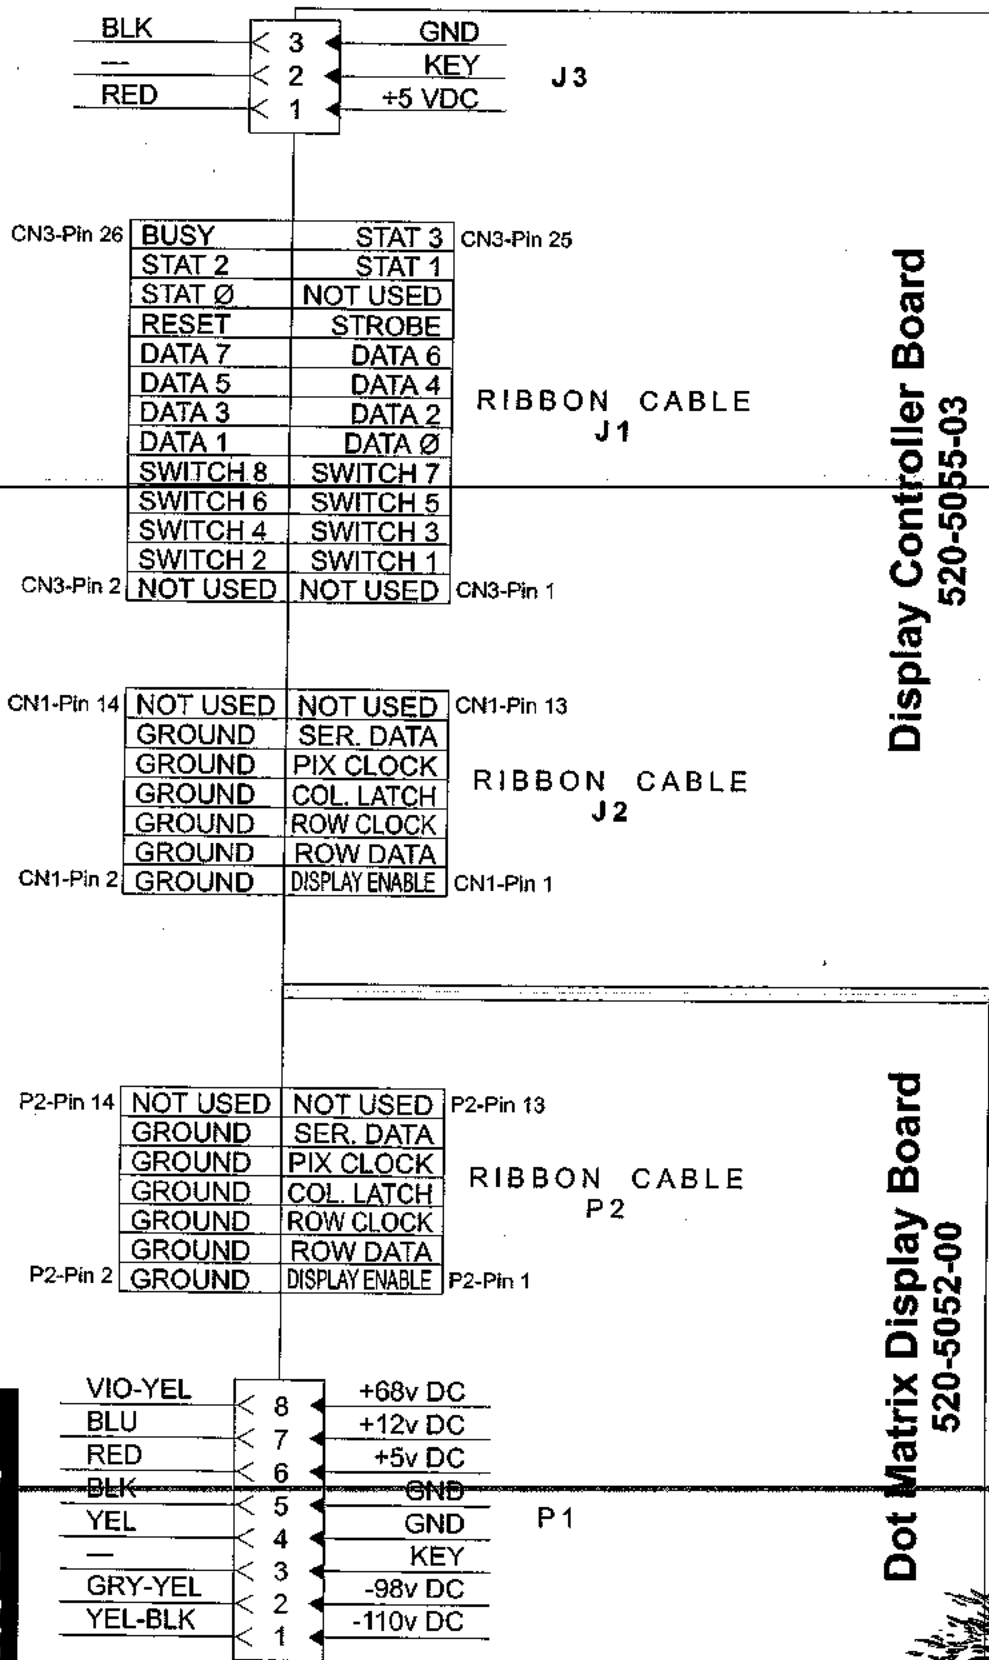 BLK 3 GND
— 2 KEY
RED 1 +5 VDC
J3
CN3-Pin 26 BUSY STAT 3 CN3-Pin 25
STAT 2 STAT 1
STAT Ø NOT USED
RESET STROBE
DATA 7 DATA 6
DATA 5 DATA 4
DATA 3 DATA 2
DATA 1 DATA Ø
SWITCH 8 SWITCH 7
SWITCH 6 SWITCH 5
SWITCH 4 SWITCH 3
SWITCH 2 SWITCH 1
CN3-Pin 2 NOT USED NOT USED CN3-Pin 1
RIBBON CABLE
J1
CN1-Pin 14 NOT USED NOT USED CN1-Pin 13
GROUND SER. DATA
GROUND PIX CLOCK
GROUND COL. LATCH
GROUND ROW CLOCK
GROUND ROW DATA
CN1-Pin 2 GROUND DISPLAY ENABLE CN1-Pin 1
RIBBON CABLE
J2
Display Controller Board
520-5055-03
P2-Pin 14 NOT USED NOT USED P2-Pin 13
GROUND SER. DATA
GROUND PIX CLOCK
GROUND COL. LATCH
GROUND ROW CLOCK
GROUND ROW DATA
P2-Pin 2 GROUND DISPLAY ENABLE P2-Pin 1
RIBBON CABLE
P2
VIO-YEL 8 +68v DC
BLU 7 +12v DC
RED 6 +5v DC
BLK 5 GND
YEL 4 GND
— 3 KEY
GRY-YEL 2 -98v DC
YEL-BLK 1 -110v DC
P1
Dot Matrix Display Board
520-5052-00